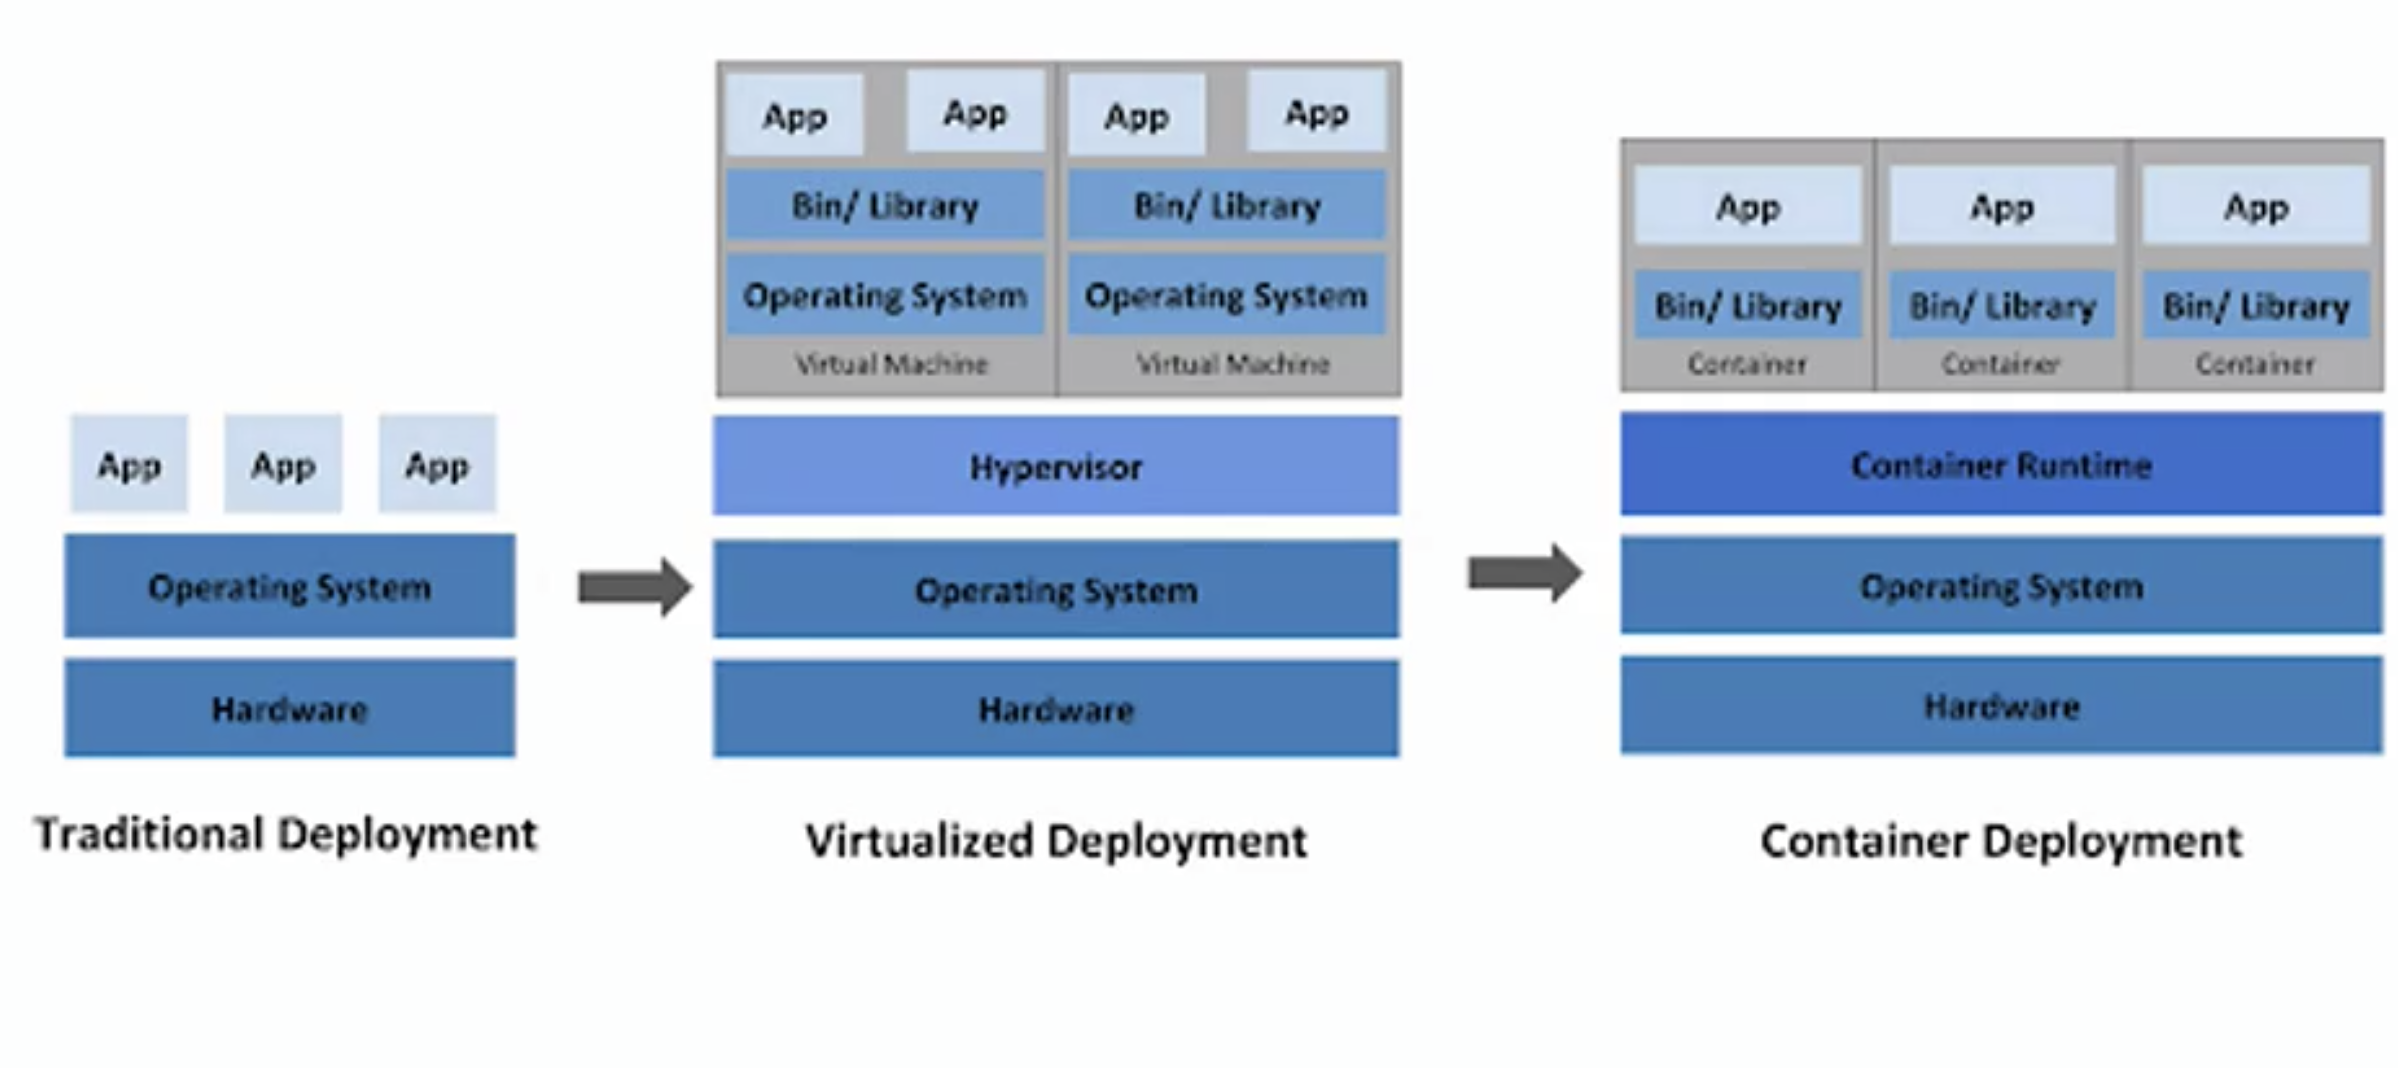 App App App
Operating System
Hardware
Traditional Deployment
App App App App
Bin/ Library Bin/ Library
Operating System Operating System
Virtual Machine Virtual Machine
Hypervisor
Operating System
Hardware
Virtualized Deployment
App App App
Bin/ Library Bin/ Library Bin/ Library
Container Container Container
Container Runtime
Operating System
Hardware
Container Deployment